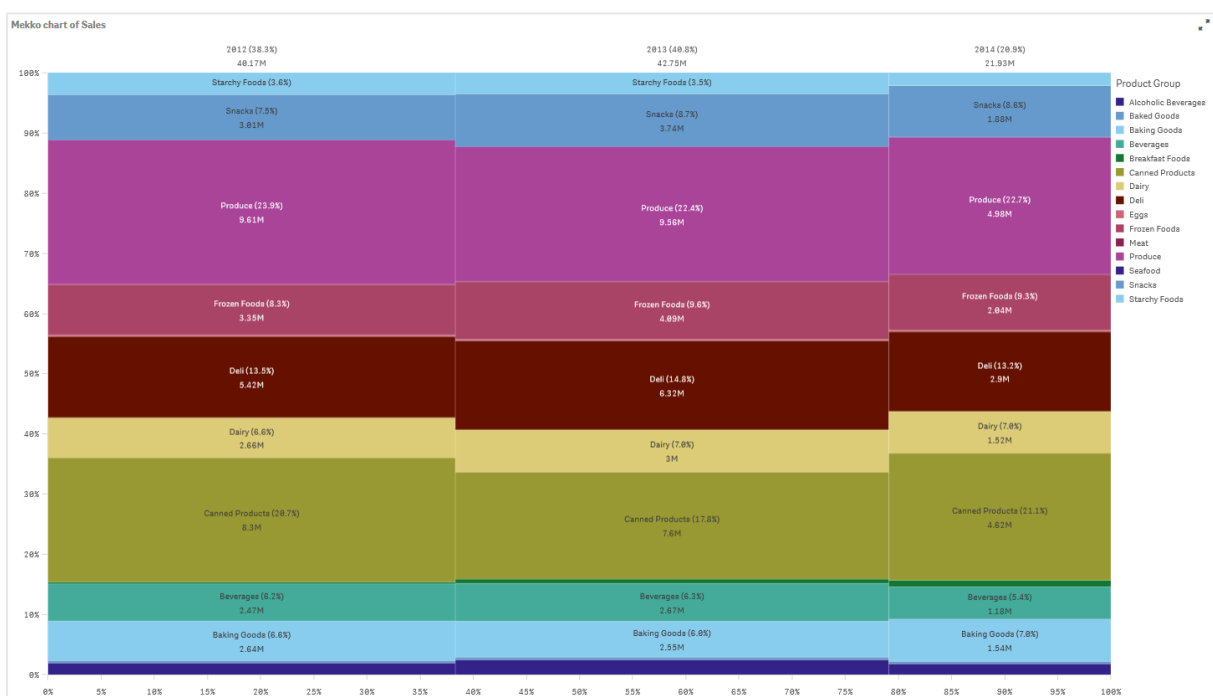 Mekko chart of Sales
2012 (38.3%)
40.17M
2013 (40.8%)
42.75M
2014 (20.9%)
21.93M
100%
90%
80%
70%
60%
50%
40%
30%
20%
10%
0%
Starchy Foods (3.6%)
Snacks (7.5%)
3.01M
Produce (23.9%)
9.61M
Frozen Foods (8.3%)
3.35M
Deli (13.5%)
5.42M
Dairy (6.6%)
2.66M
Canned Products (20.7%)
8.3M
Beverages (6.2%)
2.47M
Baking Goods (6.6%)
2.64M
Starchy Foods (3.5%)
Snacks (8.7%)
3.74M
Produce (22.4%)
9.56M
Frozen Foods (9.6%)
4.09M
Deli (14.8%)
6.32M
Dairy (7.0%)
3M
Canned Products (17.8%)
7.6M
Beverages (6.3%)
2.67M
Baking Goods (6.0%)
2.55M
Snacks (8.6%)
1.88M
Produce (22.7%)
4.98M
Frozen Foods (9.3%)
2.04M
Deli (13.2%)
2.9M
Dairy (7.0%)
1.52M
Canned Products (21.1%)
4.62M
Beverages (5.4%)
1.18M
Baking Goods (7.0%)
1.54M
0% 5% 10% 15% 20% 25% 30% 35% 40% 45% 50% 55% 60% 65% 70% 75% 80% 85% 90% 95% 100%
Product Group
Alcoholic Beverages
Baked Goods
Baking Goods
Beverages
Breakfast Foods
Canned Products
Dairy
Deli
Eggs
Frozen Foods
Meat
Produce
Seafood
Snacks
Starchy Foods